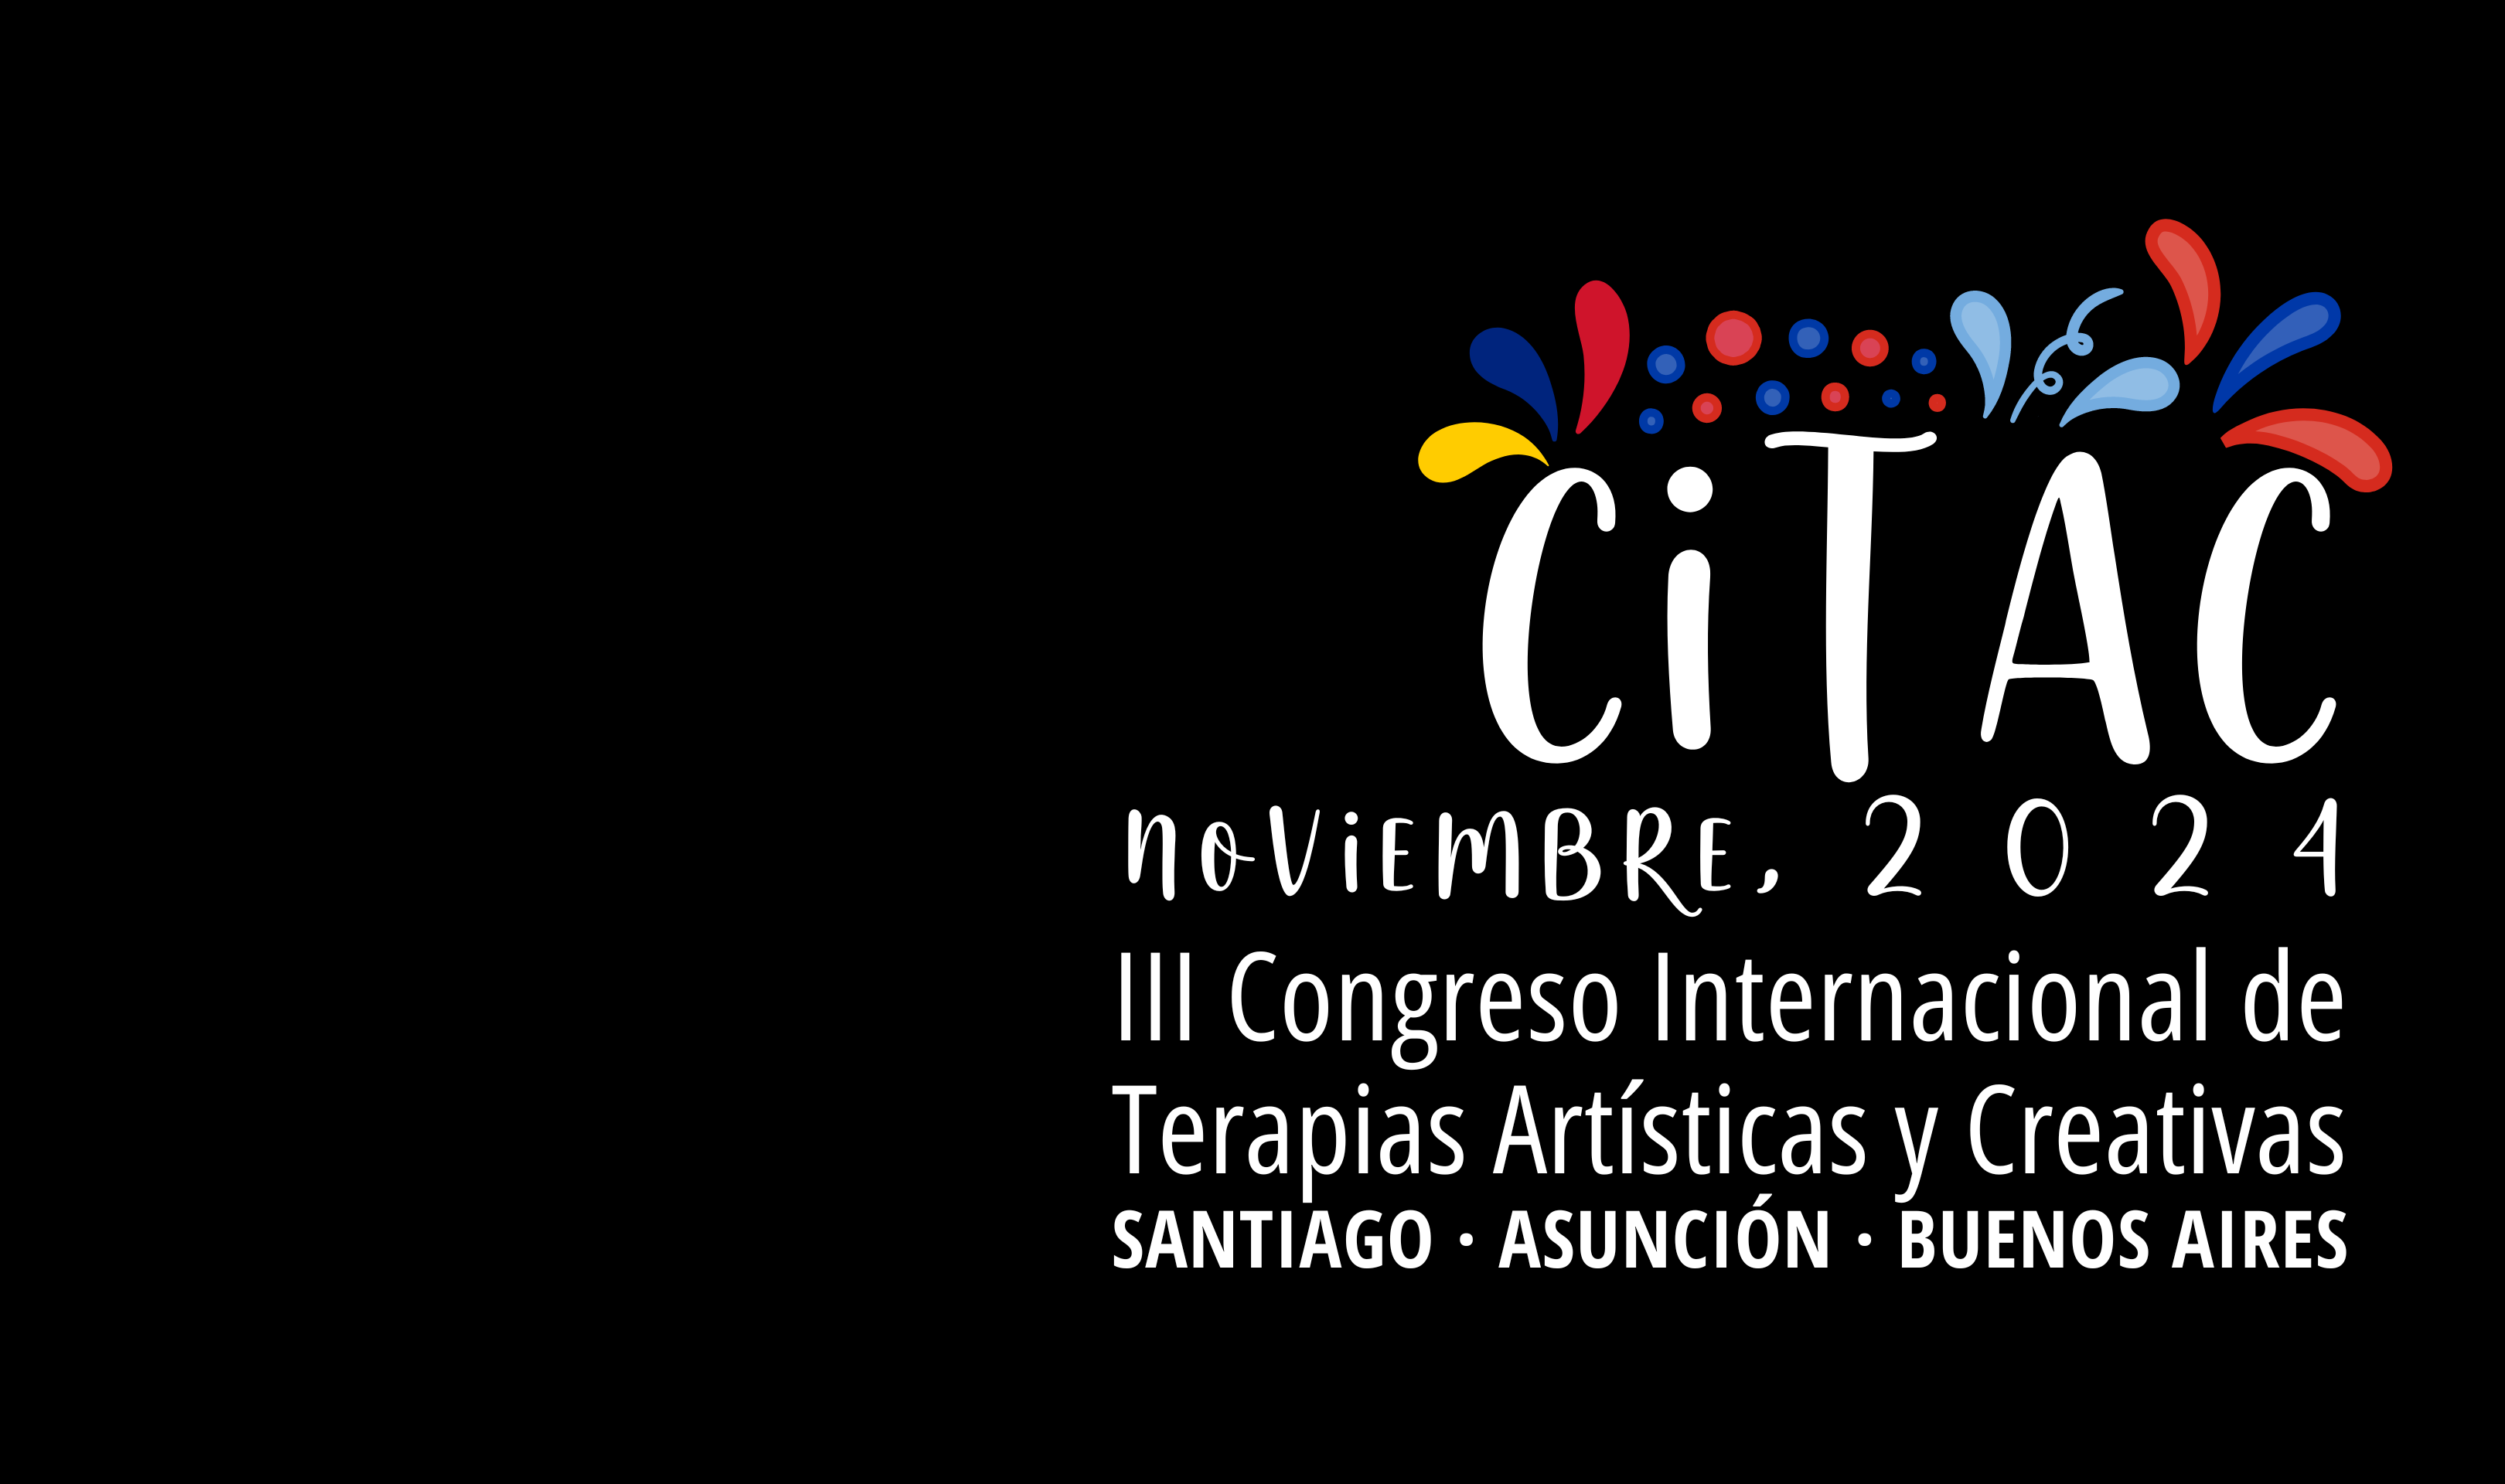 CiTAC
noViEmBRE, 2024
III Congreso Internacional de
Terapias Artísticas y Creativas
SANTIAGO · ASUNCIÓN · BUENOS AIRES